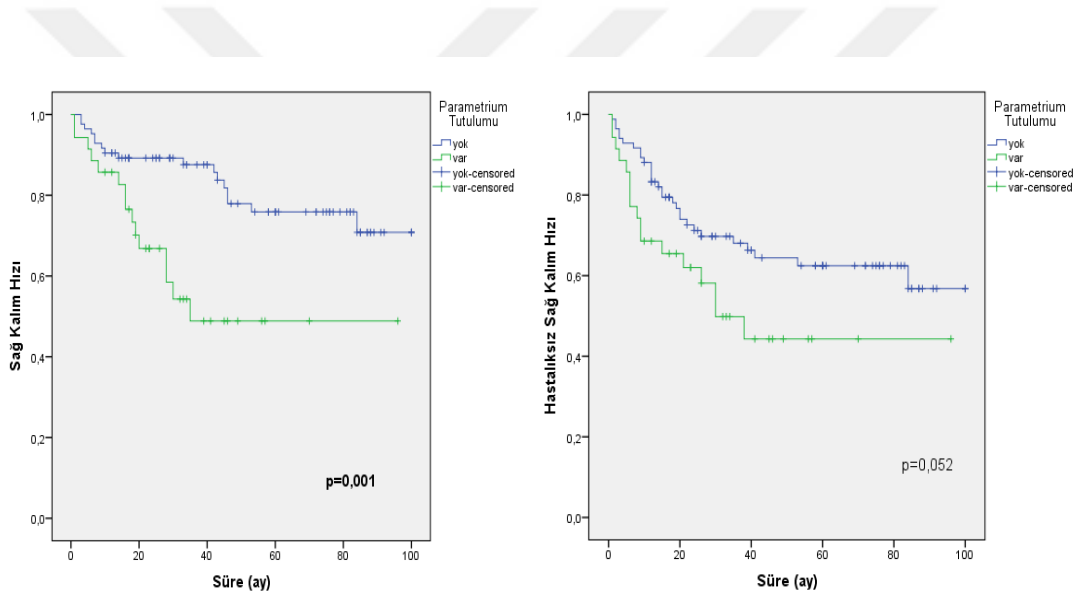 Sağ Kalım Hızı
1,0
0,8
0,6
0,4
0,2
0,0
0
20
40
60
80
100
Süre (ay)
p=0,001
Parametrium
Tutulumu
yok
var
yok-censored
var-censored
Hastalıksız Sağ Kalım Hızı
1,0
0,8
0,6
0,4
0,2
0,0
0
20
40
60
80
100
Süre (ay)
p=0,052
Parametrium
Tutulumu
yok
var
yok-censored
var-censored